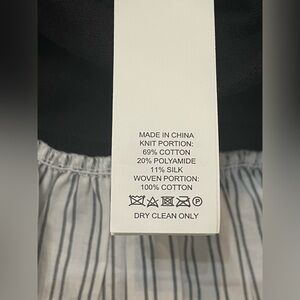 MADE IN CHINA
KNIT PORTION:
69% COTTON
20% POLYAMIDE
11% SILK
WOVEN PORTION:
100% COTTON
DRY CLEAN ONLY